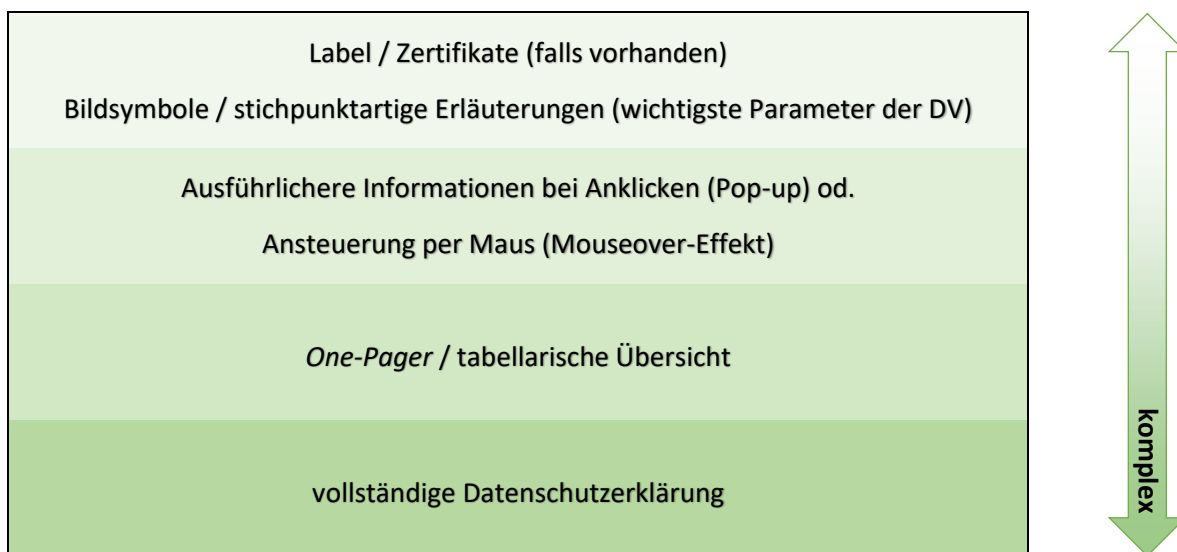 Label / Zertifikate (falls vorhanden)
Bildsymbole / stichpunktartige Erläuterungen (wichtigste Parameter der DV)
Ausführlichere Informationen bei Anklicken (Pop-up) od.
Ansteuerung per Maus (Mouseover-Effekt)
One-Pager / tabellarische Übersicht
vollständige Datenschutzerklärung
komplex